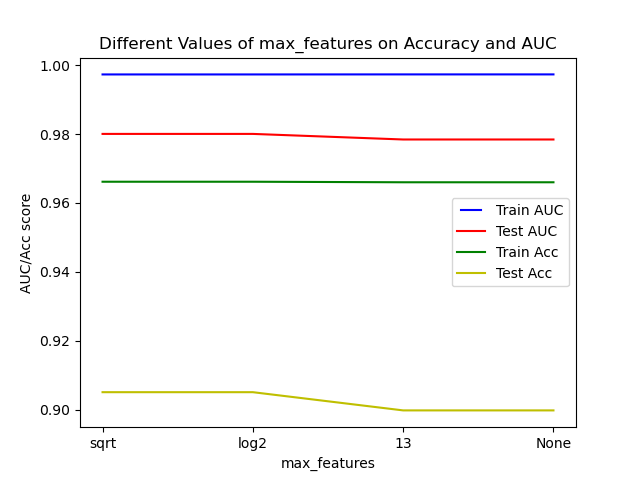 Different Values of max_features on Accuracy and AUC
1.00
0.98
0.96
0.94
0.92
0.90
AUC/Acc score
Train AUC
Test AUC
Train Acc
Test Acc
sqrt log2 13 None
max_features